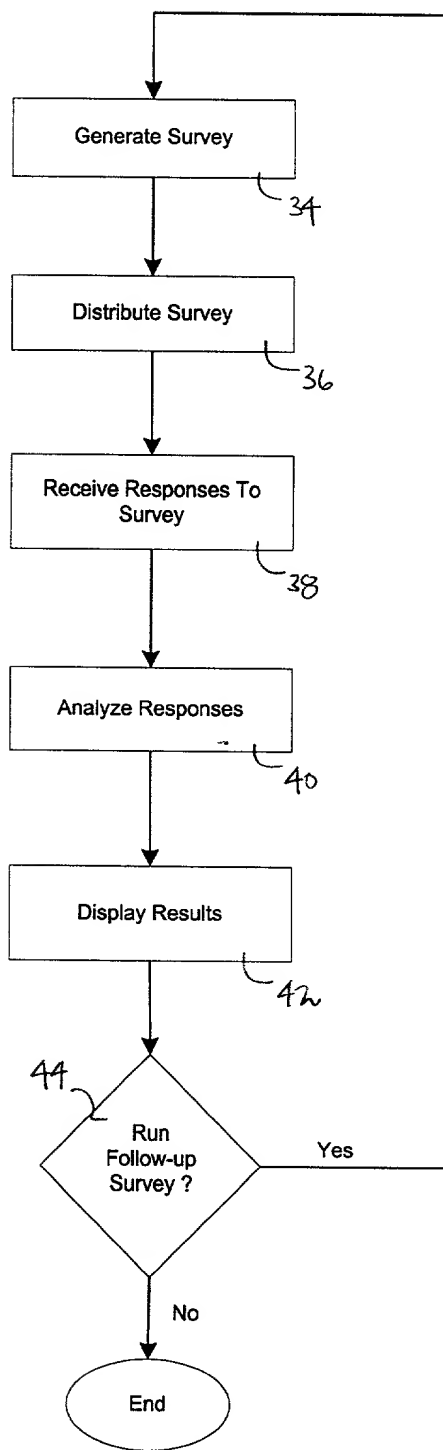 Generate Survey
34
Distribute Survey
36
Receive Responses To
Survey
38
Analyze Responses
40
Display Results
42
44
Run
Follow-up
Survey ?
Yes
No
End